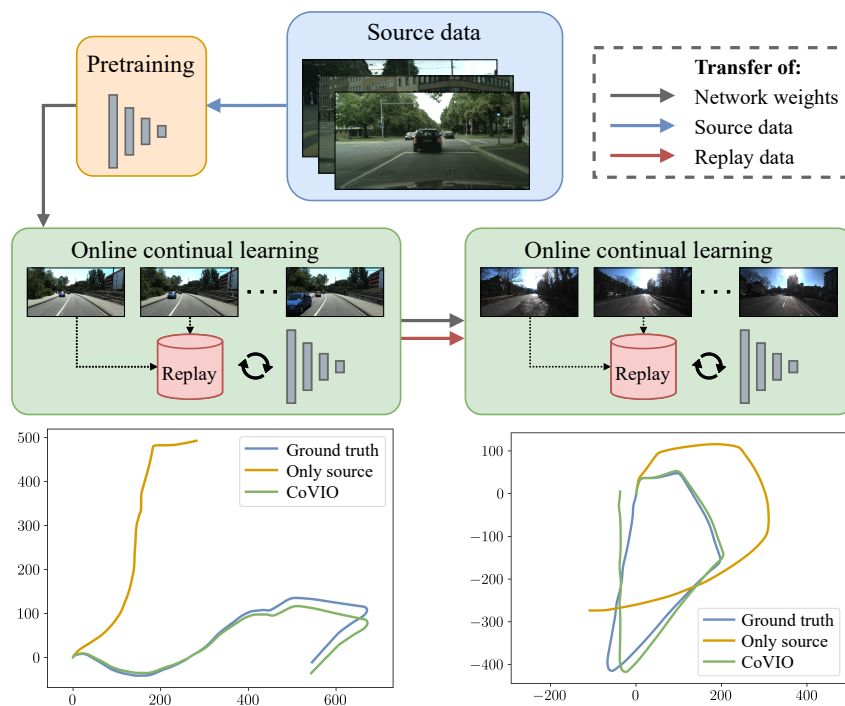 Source data
Pretraining
Transfer of:
Network weights
Source data
Replay data
Online continual learning
Replay
Online continual learning
Replay
500
400
300
200
100
0
0
200
400
600
Ground truth
Only source
CoVIO
100
0
−100
−200
−300
−400
−200
0
200
400
Ground truth
Only source
CoVIO